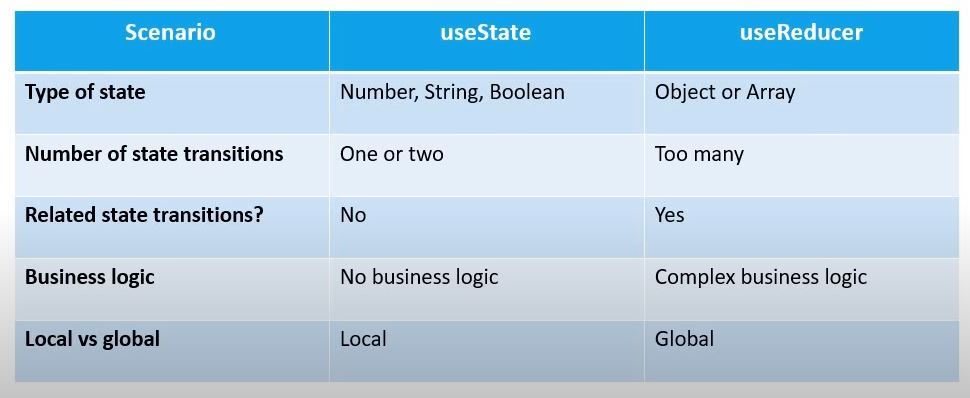 Scenario useState useReducer
Type of state Number, String, Boolean Object or Array
Number of state transitions One or two Too many
Related state transitions? No Yes
Business logic No business logic Complex business logic
Local vs global Local Global